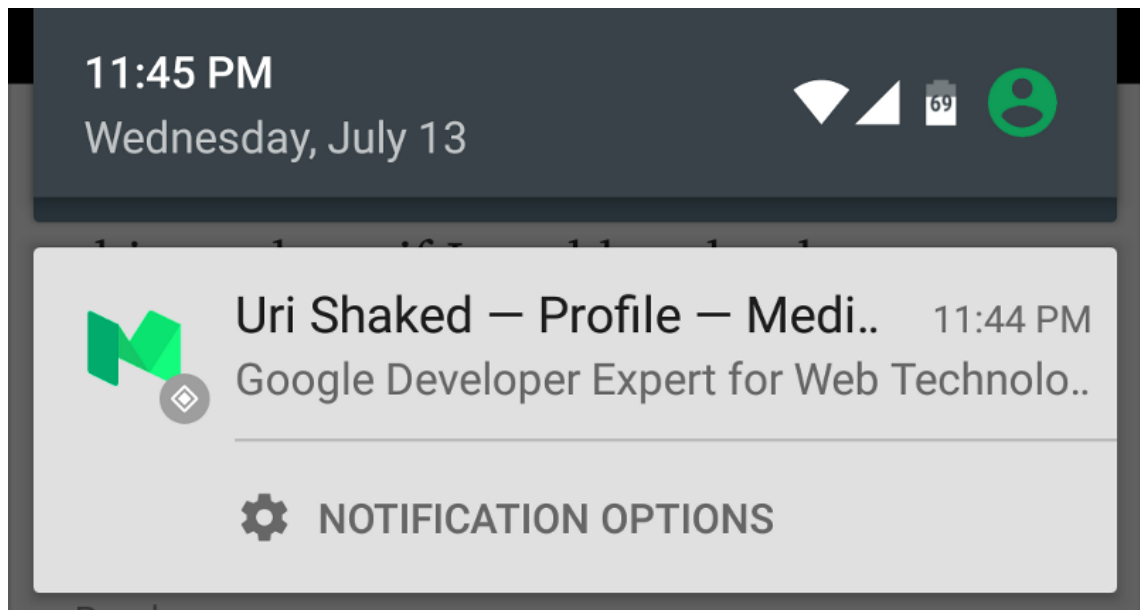 11:45 PM
69
Wednesday, July 13
Uri Shaked — Profile — Medi..
11:44 PM
Google Developer Expert for Web Technolo..
NOTIFICATION OPTIONS